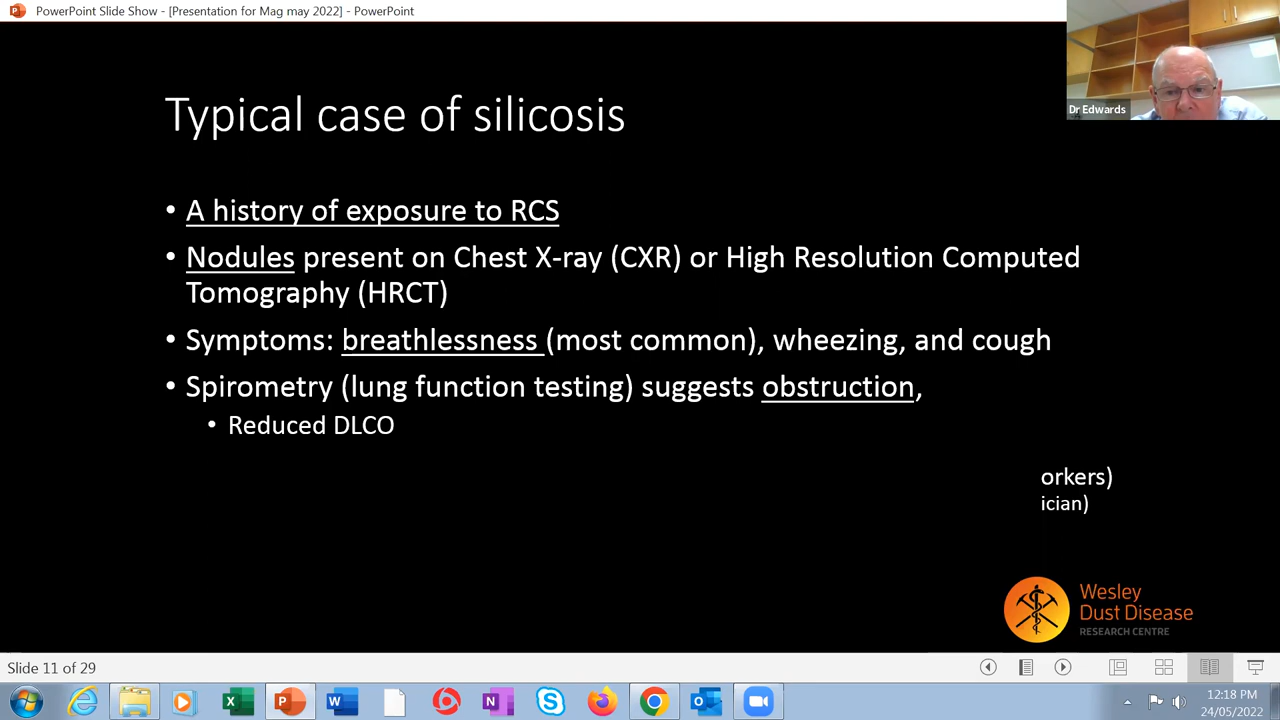 PowerPoint Slide Show - [Presentation for Mag may 2022] - PowerPoint
Dr Edwards
Typical case of silicosis
• A history of exposure to RCS
• Nodules present on Chest X-ray (CXR) or High Resolution Computed
Tomography (HRCT)
• Symptoms: breathlessness (most common), wheezing, and cough
• Spirometry (lung function testing) suggests obstruction,
• Reduced DLCO
orkers)
ician)
Wesley
Dust Disease
RESEARCH CENTRE
Slide 11 of 29
12:18 PM
24/05/2022